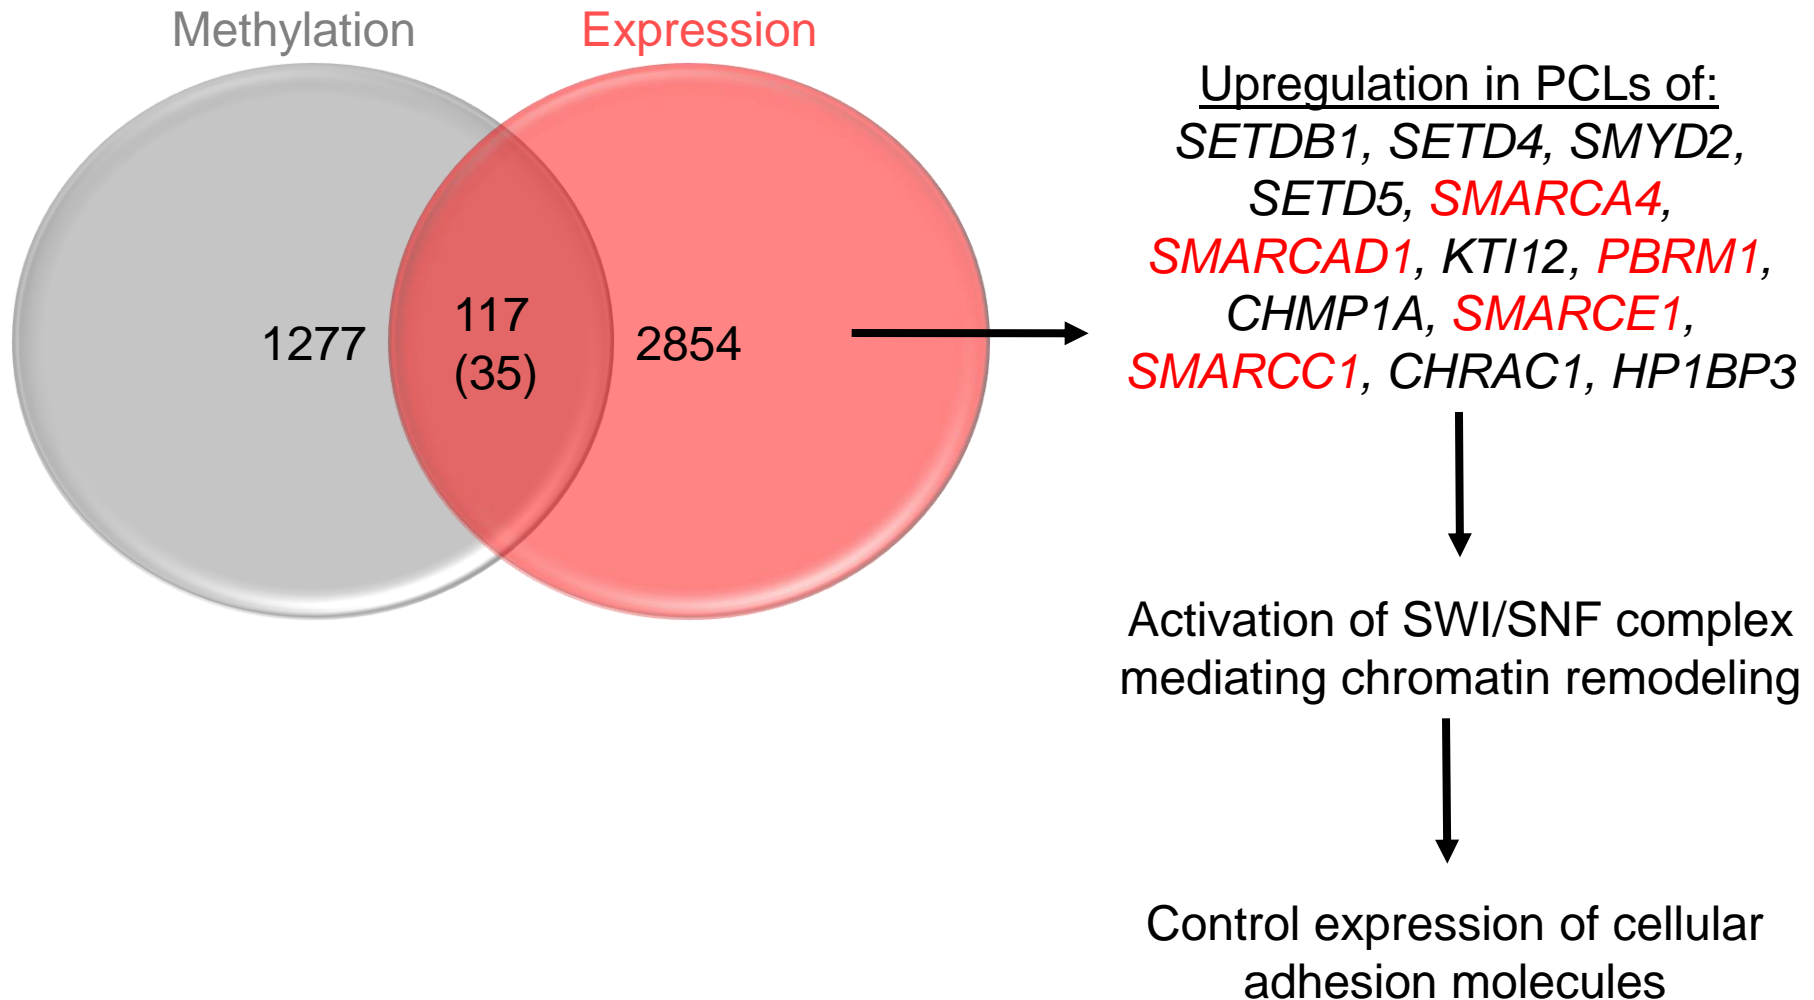 Methylation
Expression
1277
117
(35)
2854
Upregulation in PCLs of:
SETDB1, SETD4, SMYD2,
SETD5, SMARCA4,
SMARCAD1, KTI12, PBRM1,
CHMP1A, SMARCE1,
SMARCC1, CHRAC1, HP1BP3
Activation of SWI/SNF complex
mediating chromatin remodeling
Control expression of cellular
adhesion molecules